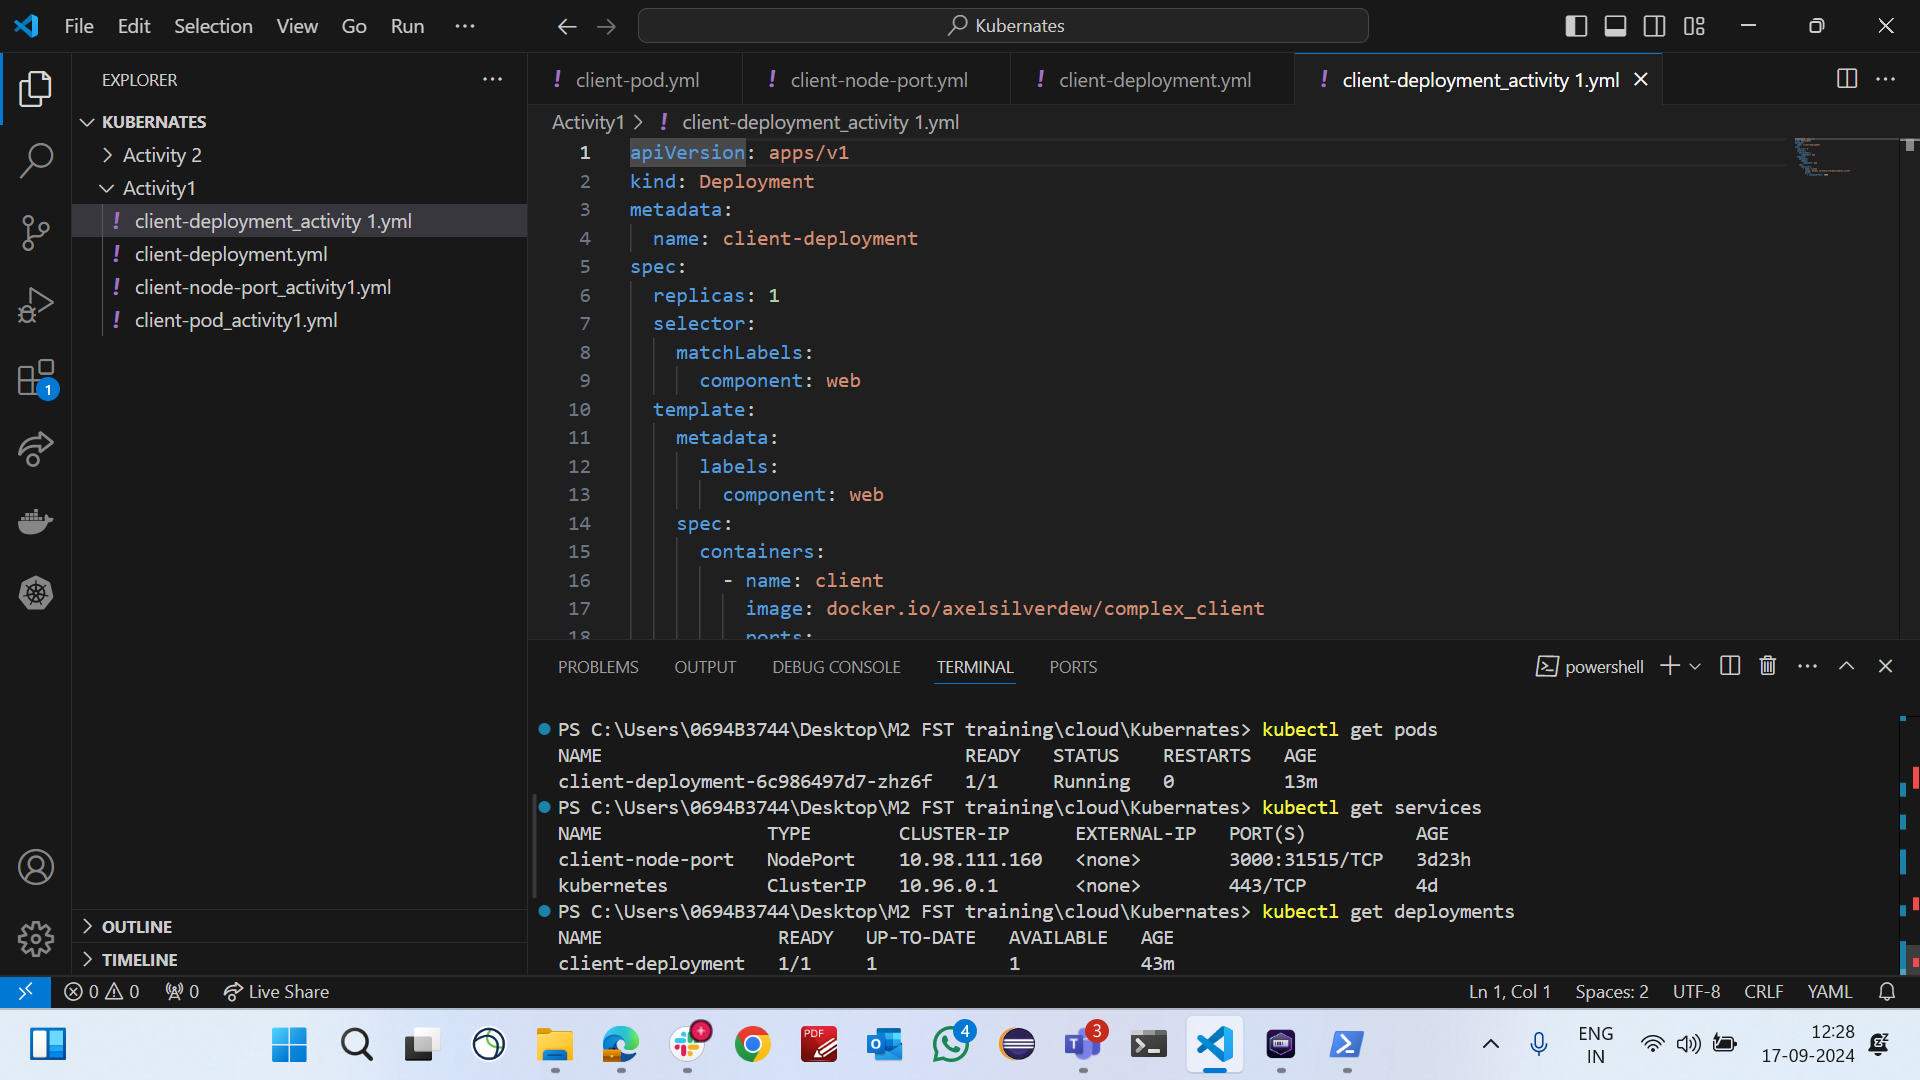 File Edit Selection View Go Run ···
Kubernates
EXPLORER ···
KUBERNATES
Activity 2
Activity1
! client-deployment_activity 1.yml
! client-deployment.yml
! client-node-port_activity1.yml
! client-pod_activity1.yml
1
OUTLINE
TIMELINE
! client-pod.yml ! client-node-port.yml ! client-deployment.yml ! client-deployment_activity 1.yml
Activity1 > ! client-deployment_activity 1.yml
1 apiVersion: apps/v1
2 kind: Deployment
3 metadata:
4 name: client-deployment
5 spec:
6 replicas: 1
7 selector:
8 matchLabels:
9 component: web
10 template:
11 metadata:
12 labels:
13 component: web
14 spec:
15 containers:
16 - name: client
17 image: docker.io/axelsilverdew/complex_client
18 ports:
PROBLEMS OUTPUT DEBUG CONSOLE TERMINAL PORTS powershell
PS C:\Users\0694B3744\Desktop\M2 FST training\cloud\Kubernates> kubectl get pods
NAME READY STATUS RESTARTS AGE
client-deployment-6c986497d7-zhz6f 1/1 Running 0 13m
PS C:\Users\0694B3744\Desktop\M2 FST training\cloud\Kubernates> kubectl get services
NAME TYPE CLUSTER-IP EXTERNAL-IP PORT(S) AGE
client-node-port NodePort 10.98.111.160 <none> 3000:31515/TCP 3d23h
kubernetes ClusterIP 10.96.0.1 <none> 443/TCP 4d
PS C:\Users\0694B3744\Desktop\M2 FST training\cloud\Kubernates> kubectl get deployments
NAME READY UP-TO-DATE AVAILABLE AGE
client-deployment 1/1 1 1 43m
0 0 0 Live Share Ln 1, Col 1 Spaces: 2 UTF-8 CRLF YAML
PDF 4 3
ENG
IN
12:28
17-09-2024